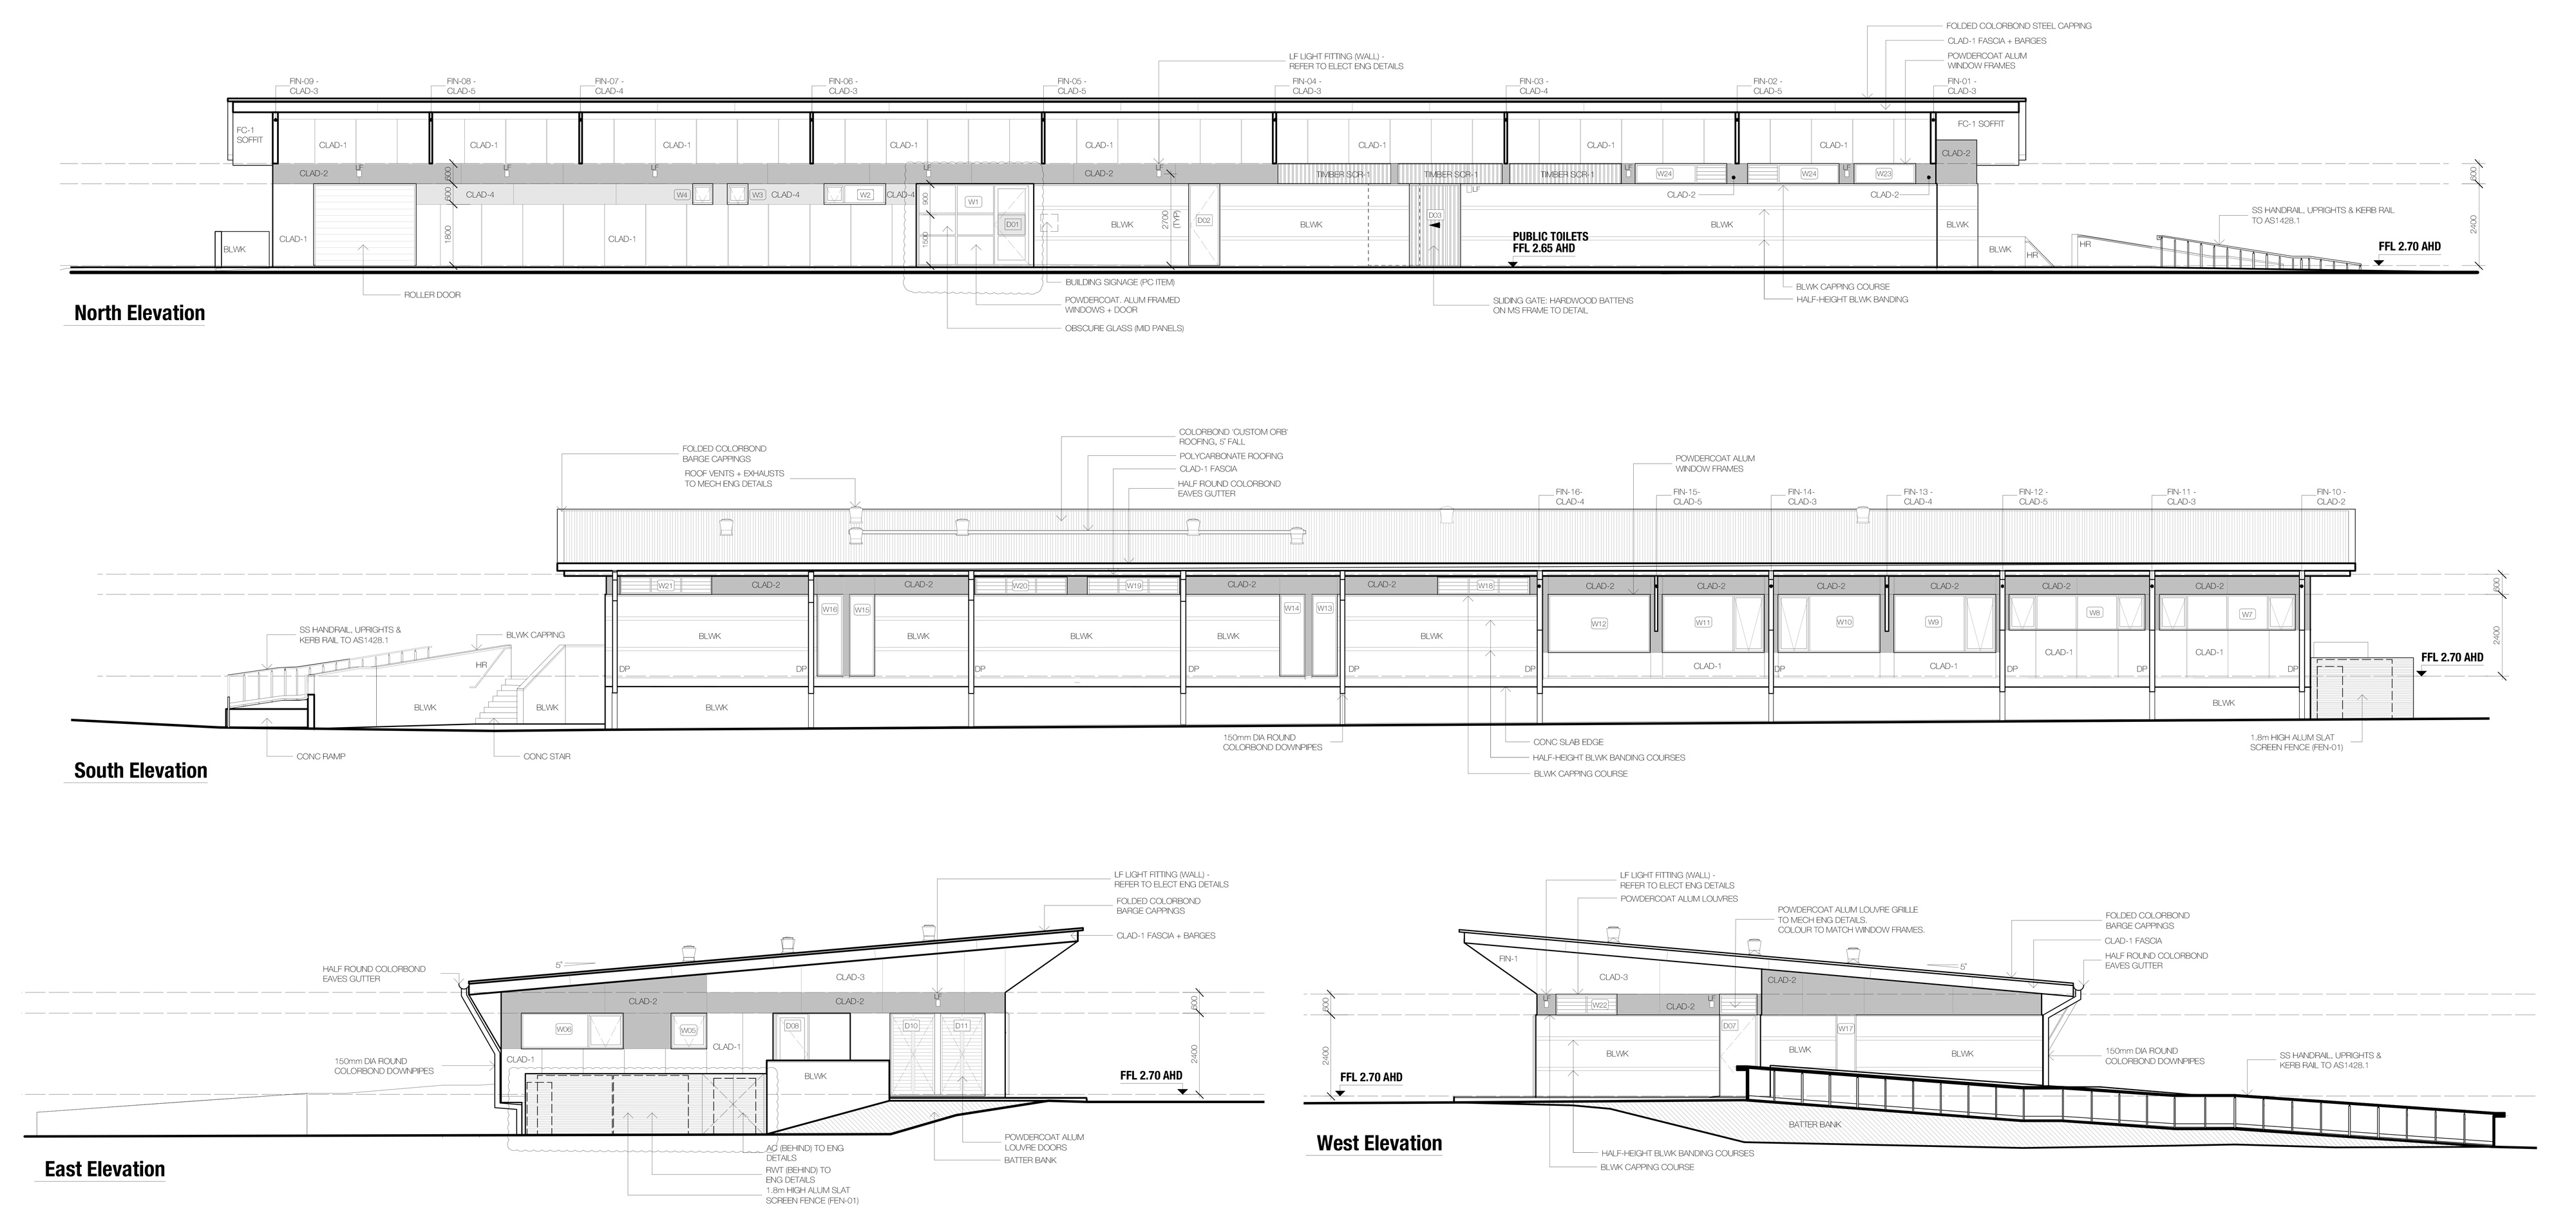 FOLDED COLORBOND STEEL CAPPING
CLAD-1 FASCIA + BARGES
POWDERCOAT ALUM
WINDOW FRAMES
LF LIGHT FITTING (WALL) -
REFER TO ELECT ENG DETAILS
FIN-09 -
CLAD-3
FIN-08 -
CLAD-5
FIN-07 -
CLAD-4
FIN-06 -
CLAD-3
FIN-05 -
CLAD-5
FIN-04 -
CLAD-3
FIN-03 -
CLAD-4
FIN-02 -
CLAD-5
FIN-01 -
CLAD-3
FC-1
SOFFIT
CLAD-1
CLAD-1
CLAD-1
CLAD-1
CLAD-1
CLAD-1
CLAD-1
CLAD-1
FC-1 SOFFIT
CLAD-2
LF
LF
LF
LF
LF
LF
LF
CLAD-2
600
CLAD-2
TIMBER SCR-1
TIMBER SCR-1
TIMBER SCR-1
W24
W24
W23
600
CLAD-4
600
W4
W3
CLAD-4
W2
CLAD-4
900
W1
LF
CLAD-2
CLAD-2
BLWK
CLAD-1
1800
CLAD-1
1500
D01
BLWK
2700
(TYP)
D02
BLWK
D03
BLWK
BLWK
BLWK
HR
HR
SS HANDRAIL, UPRIGHTS & KERB RAIL
TO AS1428.1
2400
PUBLIC TOILETS
FFL 2.65 AHD
FFL 2.70 AHD
ROLLER DOOR
BUILDING SIGNAGE (PC ITEM)
POWDERCOAT. ALUM FRAMED
WINDOWS + DOOR
OBSCURE GLASS (MID PANELS)
SLIDING GATE: HARDWOOD BATTENS
ON MS FRAME TO DETAIL
BLWK CAPPING COURSE
HALF-HEIGHT BLWK BANDING
North Elevation
FOLDED COLORBOND
BARGE CAPPINGS
ROOF VENTS + EXHAUSTS
TO MECH ENG DETAILS
COLORBOND 'CUSTOM ORB'
ROOFING, 5° FALL
POLYCARBONATE ROOFING
CLAD-1 FASCIA
HALF ROUND COLORBOND
EAVES GUTTER
POWDERCOAT ALUM
WINDOW FRAMES
FIN-16-
CLAD-4
FIN-15-
CLAD-5
FIN-14-
CLAD-3
FIN-13 -
CLAD-4
FIN-12 -
CLAD-5
FIN-11 -
CLAD-3
FIN-10 -
CLAD-2
W21
CLAD-2
CLAD-2
W20
W19
CLAD-2
CLAD-2
W18
CLAD-2
CLAD-2
CLAD-2
CLAD-2
CLAD-2
CLAD-2
600
W16
W15
W14
W13
W12
W11
W10
W9
W8
W7
SS HANDRAIL, UPRIGHTS &
KERB RAIL TO AS1428.1
BLWK CAPPING
HR
BLWK
BLWK
BLWK
BLWK
BLWK
BLWK
CLAD-1
CLAD-1
CLAD-1
CLAD-1
2400
DP
DP
DP
DP
DP
DP
DP
DP
DP
DP
FFL 2.70 AHD
BLWK
BLWK
BLWK
BLWK
CONC RAMP
CONC STAIR
150mm DIA ROUND
COLORBOND DOWNPIPES
CONC SLAB EDGE
HALF-HEIGHT BLWK BANDING COURSES
BLWK CAPPING COURSE
1.8m HIGH ALUM SLAT
SCREEN FENCE (FEN-01)
South Elevation
LF LIGHT FITTING (WALL) -
REFER TO ELECT ENG DETAILS
FOLDED COLORBOND
BARGE CAPPINGS
CLAD-1 FASCIA + BARGES
HALF ROUND COLORBOND
EAVES GUTTER
5°
CLAD-3
CLAD-2
CLAD-2
LF
600
W06
W05
D08
D10
D11
CLAD-1
CLAD-1
BLWK
2400
150mm DIA ROUND
COLORBOND DOWNPIPES
FFL 2.70 AHD
AC (BEHIND) TO ENG
DETAILS
RWT (BEHIND) TO
ENG DETAILS
1.8m HIGH ALUM SLAT
SCREEN FENCE (FEN-01)
POWDERCOAT ALUM
LOUVRE DOORS
BATTER BANK
East Elevation
LF LIGHT FITTING (WALL) -
REFER TO ELECT ENG DETAILS
POWDERCOAT ALUM LOUVRES
POWDERCOAT ALUM LOUVRE GRILLE
TO MECH ENG DETAILS.
COLOUR TO MATCH WINDOW FRAMES.
FOLDED COLORBOND
BARGE CAPPINGS
CLAD-1 FASCIA
HALF ROUND COLORBOND
EAVES GUTTER
FIN-1
CLAD-3
CLAD-2
5°
600
LF
W22
CLAD-2
LF
D07
W17
2400
BLWK
BLWK
BLWK
150mm DIA ROUND
COLORBOND DOWNPIPES
SS HANDRAIL, UPRIGHTS &
KERB RAIL TO AS1428.1
FFL 2.70 AHD
BATTER BANK
HALF-HEIGHT BLWK BANDING COURSES
BLWK CAPPING COURSE
West Elevation